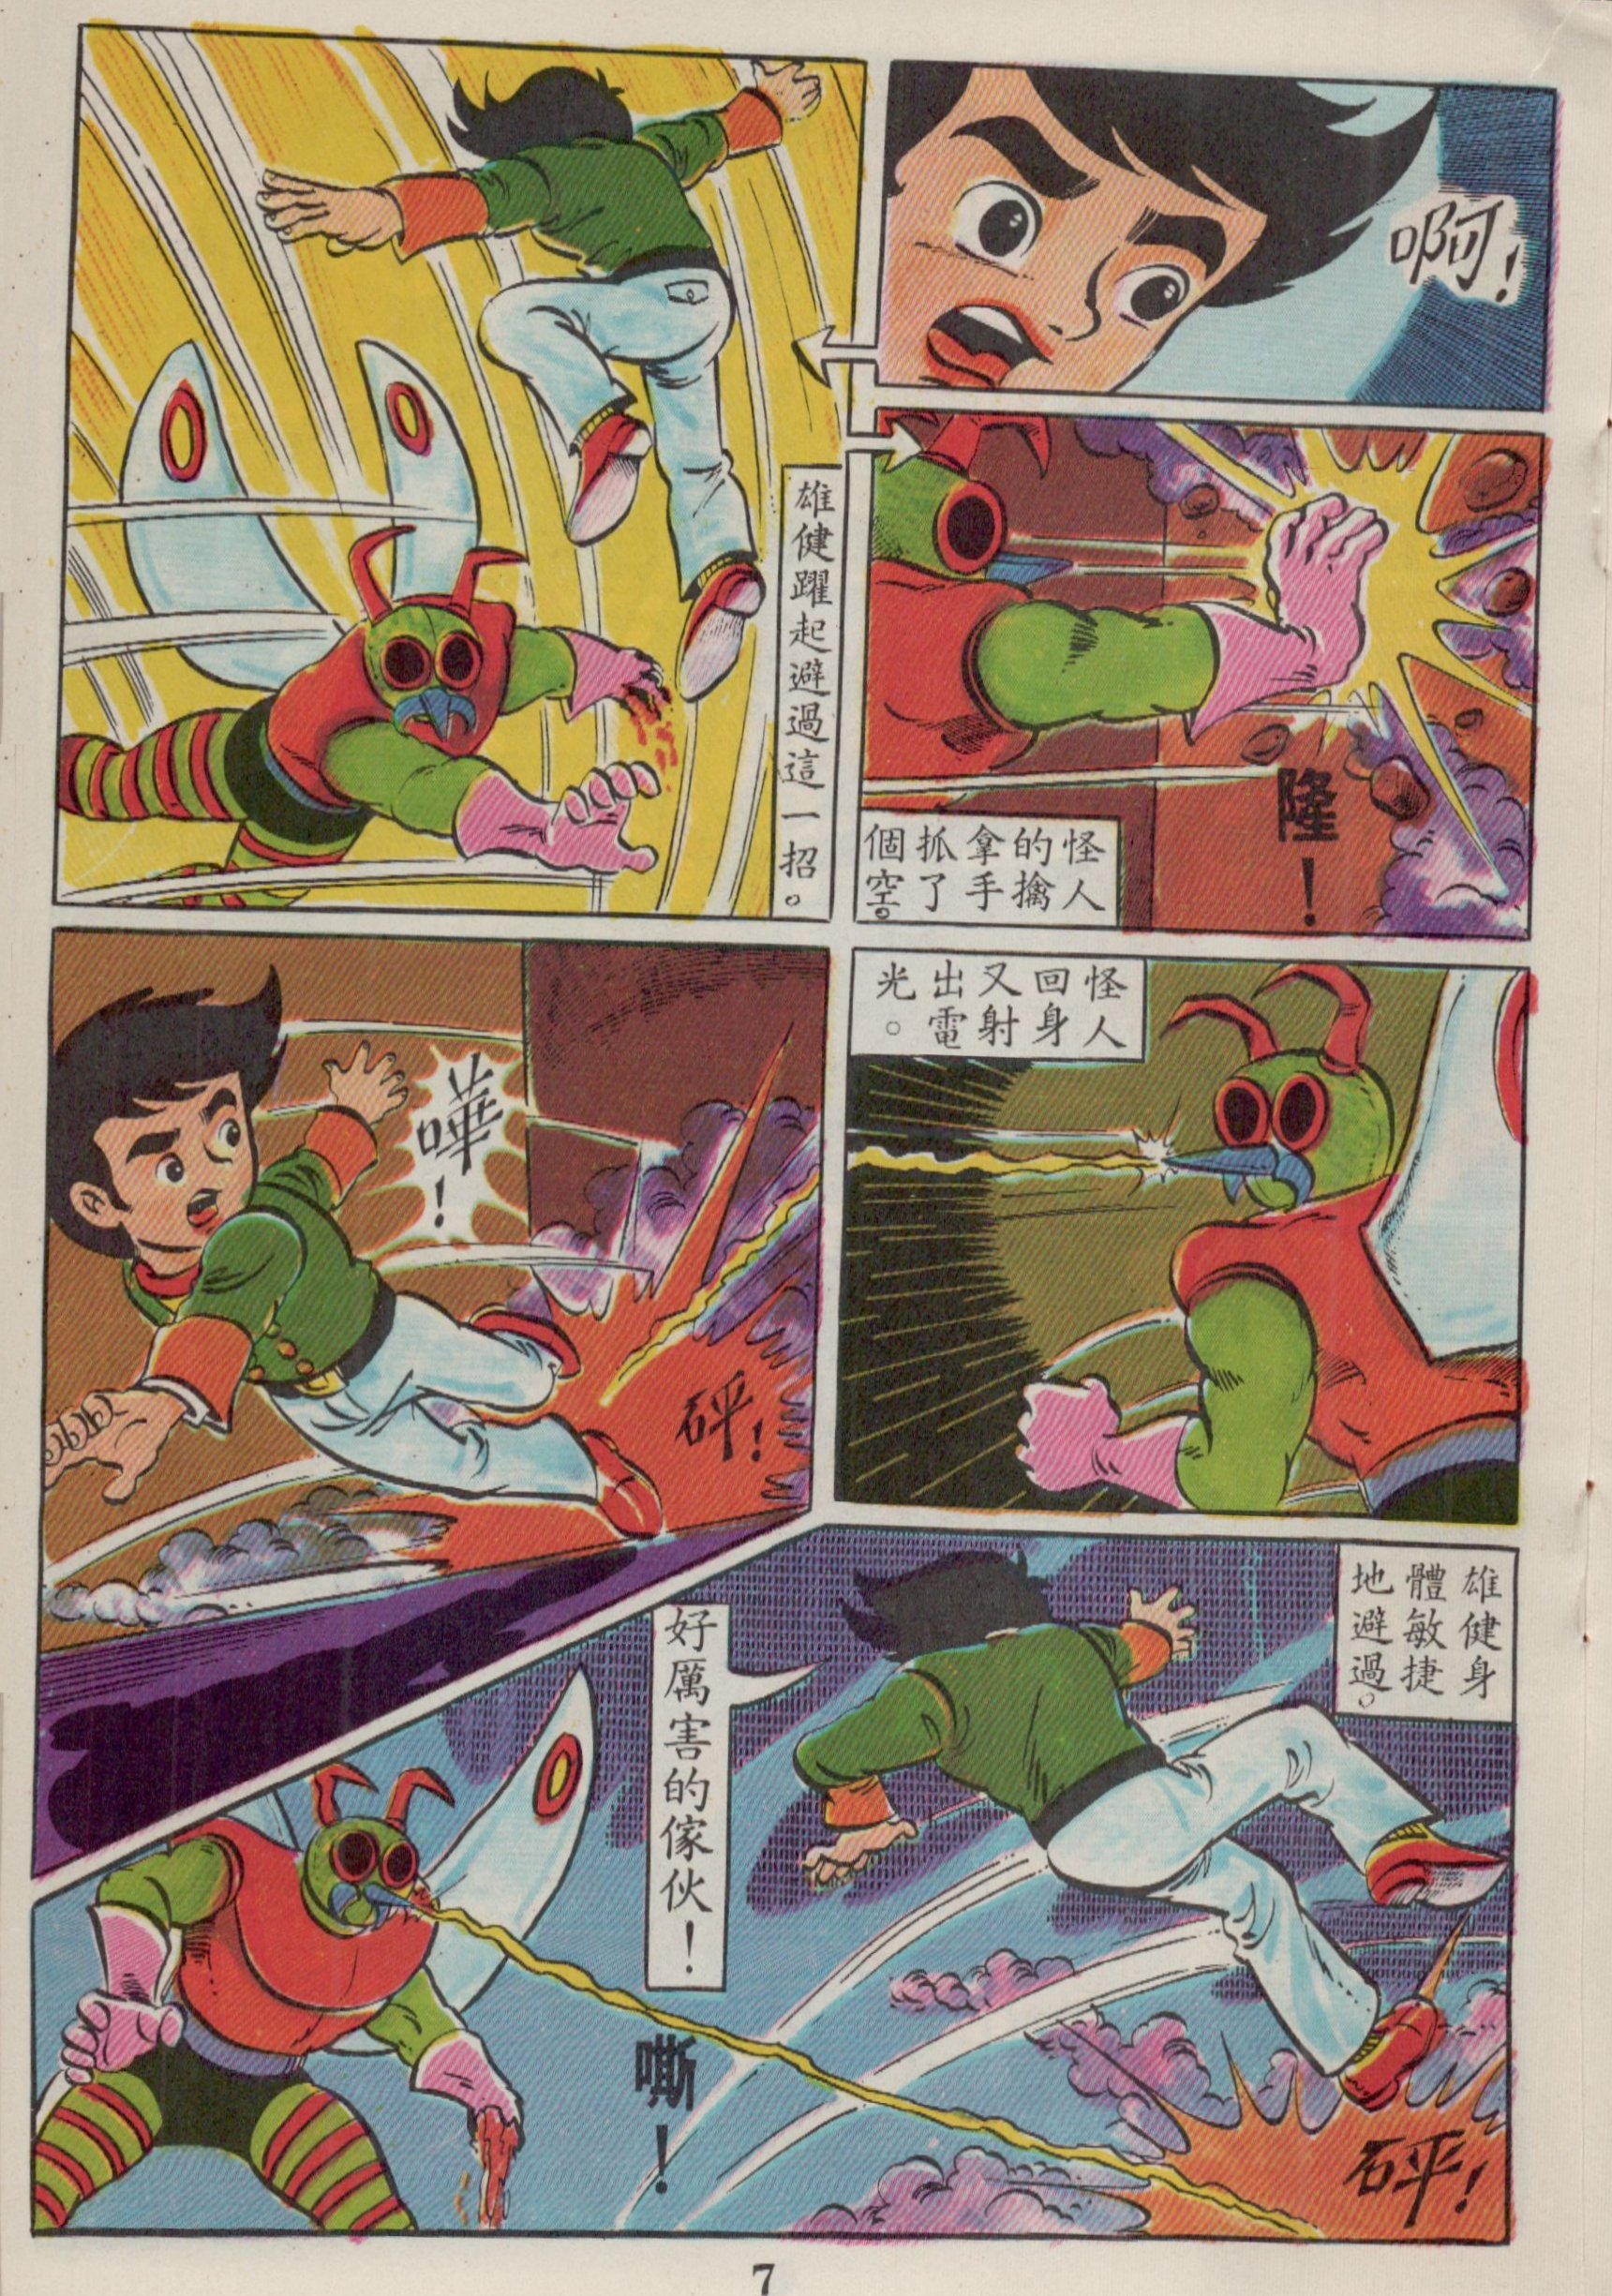 啊！
雄健躍起避過這一招。
隆！
怪人
的擒
拿手
抓了
個空。
怪人
回身
又射
出電
光。
嘩！
砰！
雄健身
體敏捷
地避過。
好厲害的傢伙！
嘶！
砰！
7